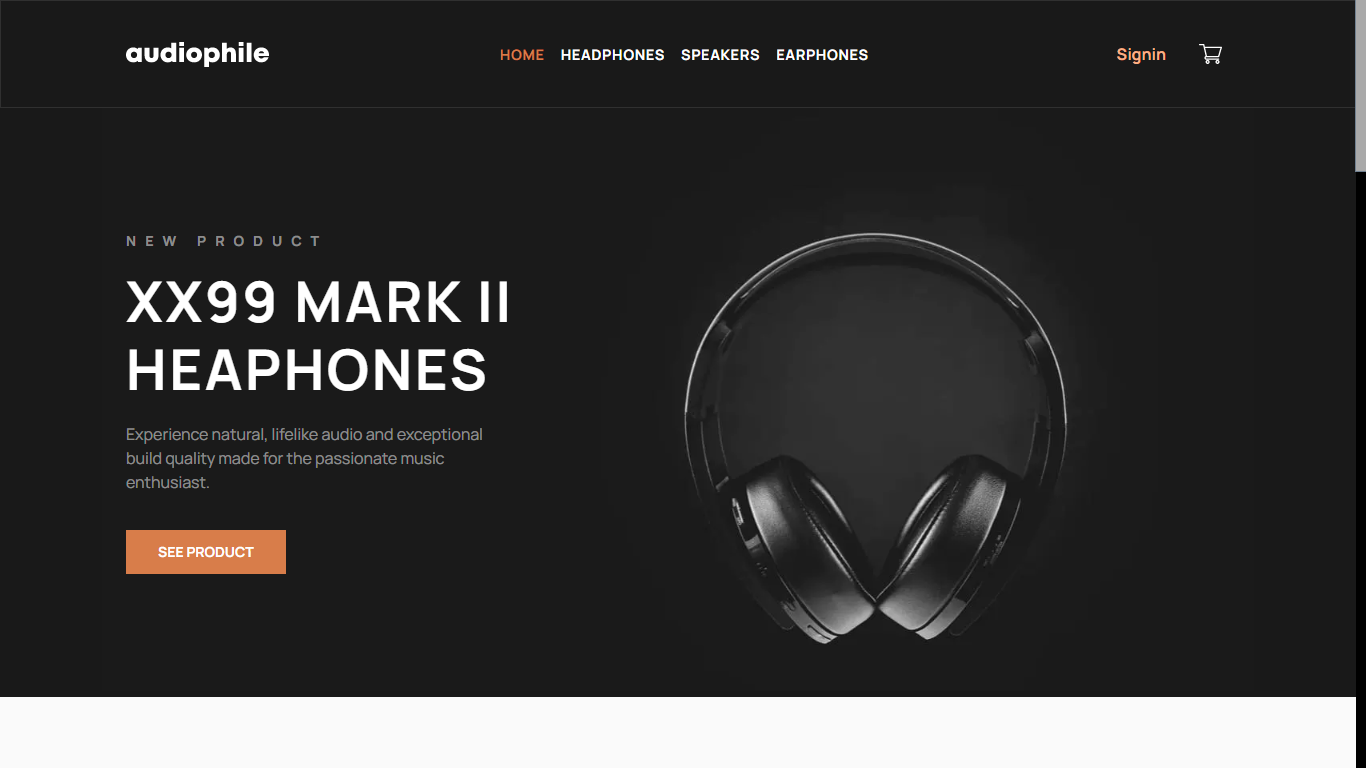 audiophile
HOME HEADPHONES SPEAKERS EARPHONES
Signin
NEW PRODUCT
XX99 MARK II
HEAPHONES
Experience natural, lifelike audio and exceptional
build quality made for the passionate music
enthusiast.
SEE PRODUCT